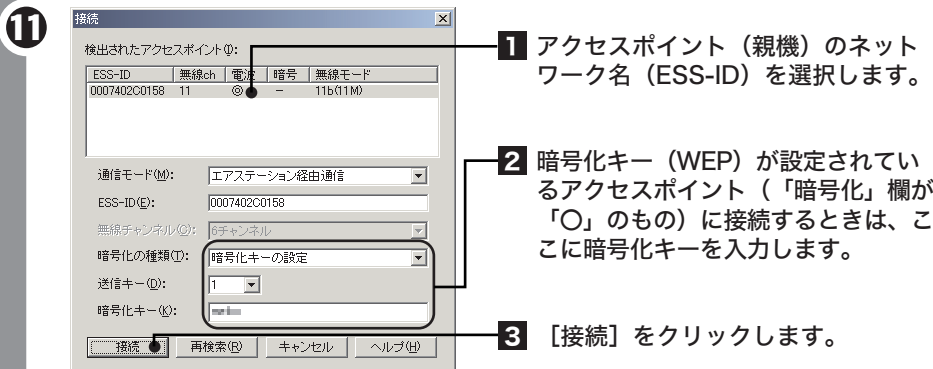 11
接続
検出されたアクセスポイント(I):
ESS-ID 無線ch 電波 暗号 無線モード
0007402C0158 11 ◎ － 11b(11M)
通信モード(M): エアステーション経由通信
ESS-ID(E): 0007402C0158
無線チャンネル(C): 6チャンネル
暗号化の種類(T): 暗号化キーの設定
送信キー(D): 1
暗号化キー(K):
接続 再検索(R) キャンセル ヘルプ(H)
1 アクセスポイント（親機）のネット
ワーク名（ESS-ID）を選択します。
2 暗号化キー（WEP）が設定されてい
るアクセスポイント（「暗号化」欄が
「〇」のもの）に接続するときは、こ
こに暗号化キーを入力します。
3 ［接続］をクリックします。